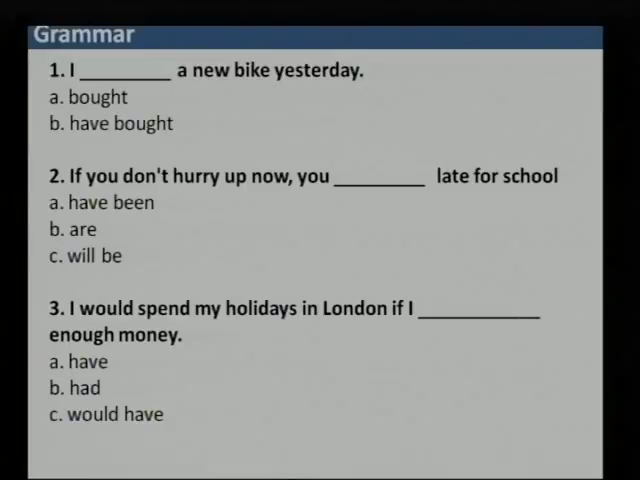 Grammar
1. I _________ a new bike yesterday.
a. bought
b. have bought
2. If you don't hurry up now, you _________ late for school
a. have been
b. are
c. will be
3. I would spend my holidays in London if I ____________
enough money.
a. have
b. had
c. would have